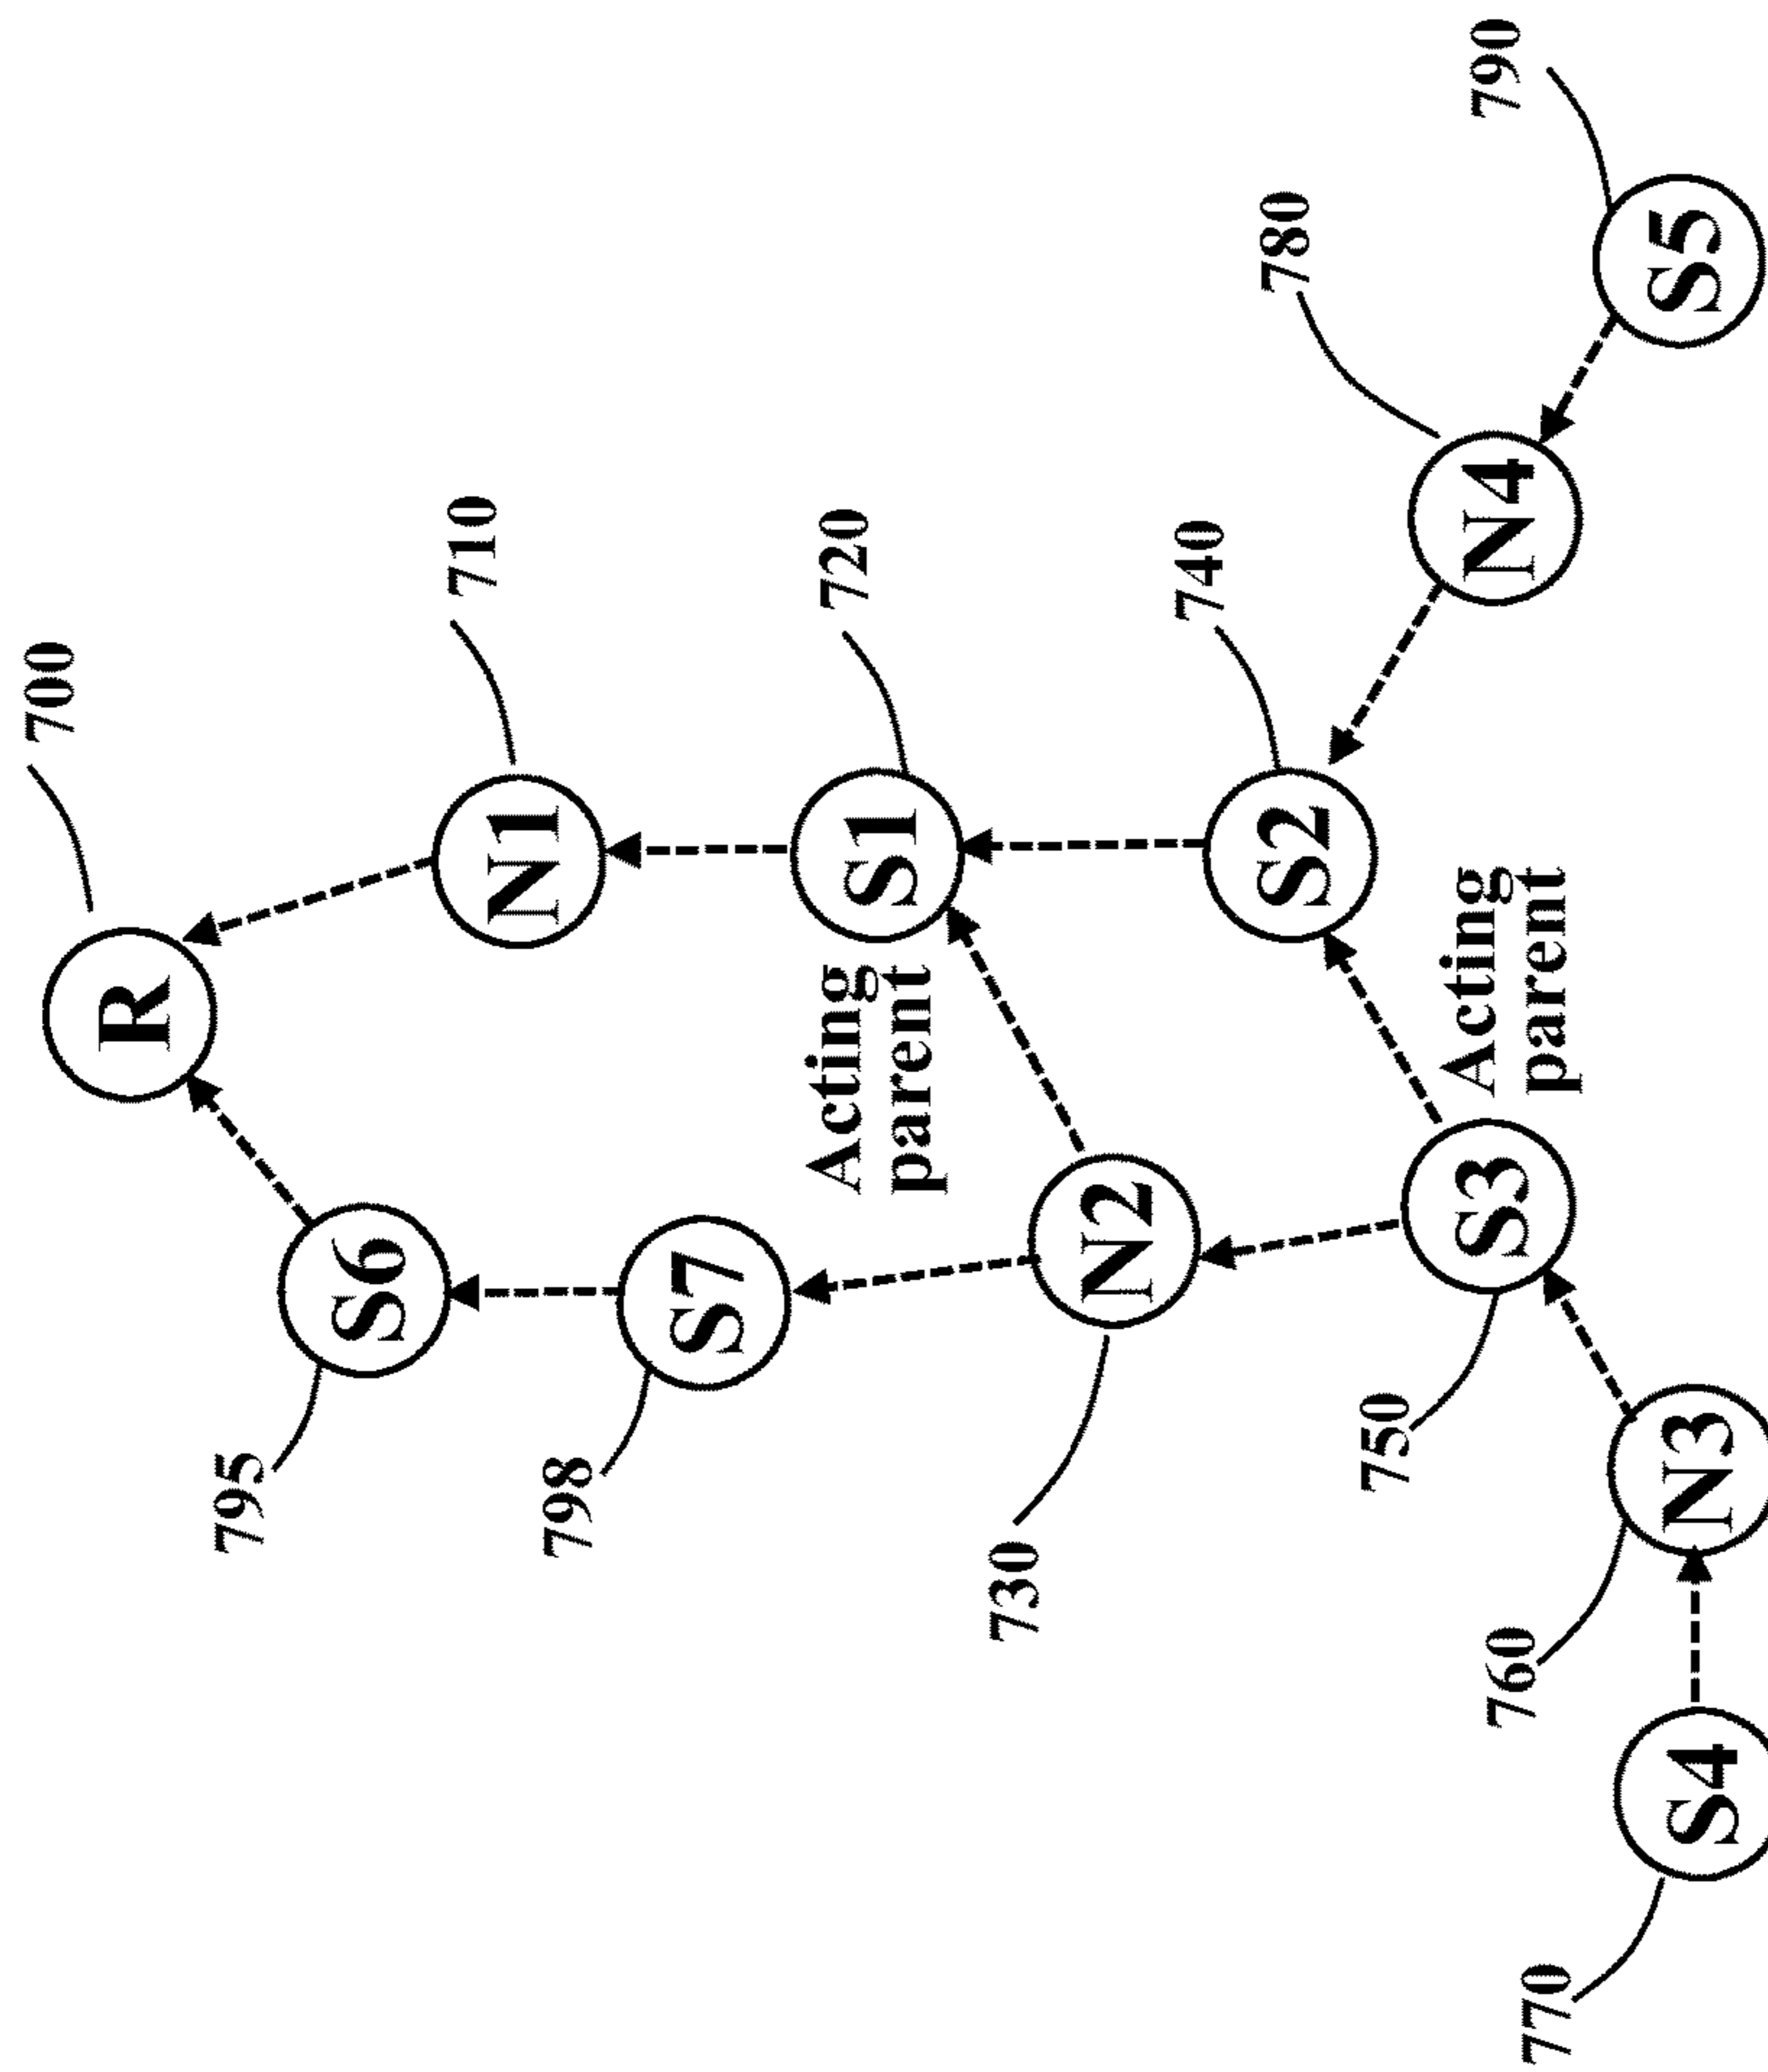 700
R
795
S6
N1
710
798
S7
S1
720
Acting
parent
730
N2
S2
740
750
S3
Acting
parent
N4
780
760
N3
S5
790
770
S4